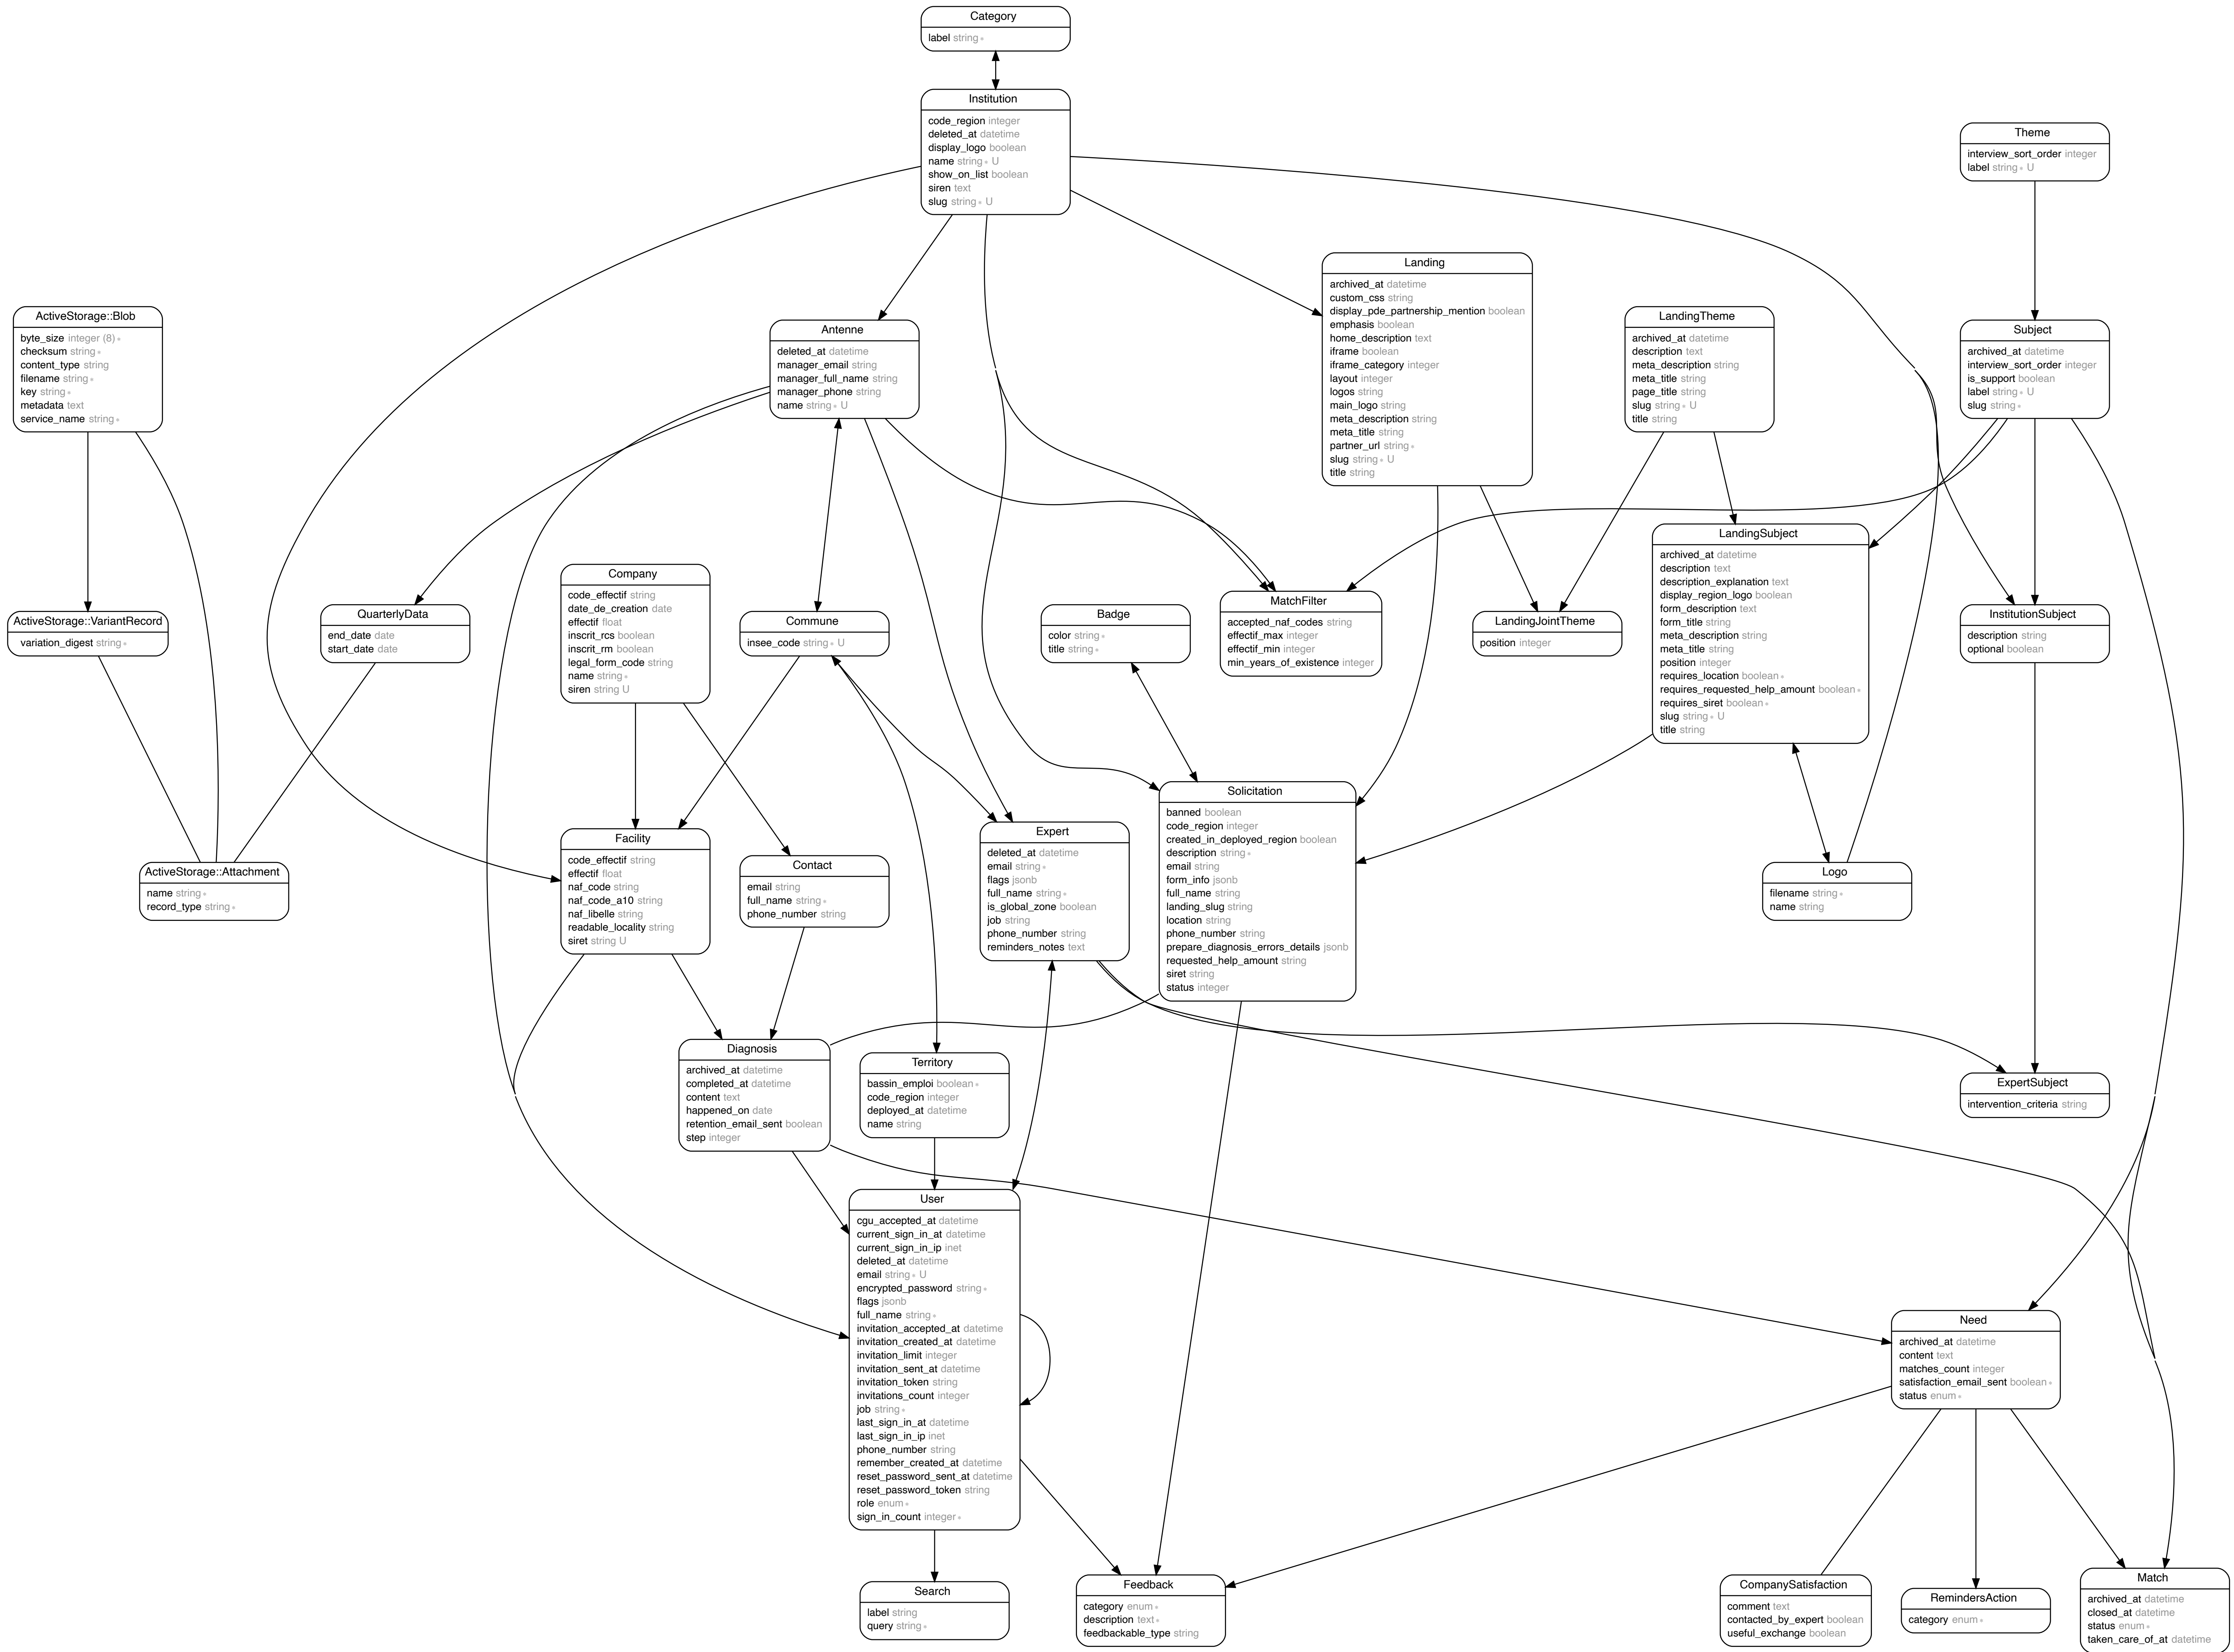 Category
label string *
Institution
code_region integer
deleted_at datetime
display_logo boolean
name string * U
show_on_list boolean
siren text
slug string * U
Theme
interview_sort_order integer
label string * U
Landing
archived_at datetime
custom_css string
display_pde_partnership_mention boolean
emphasis boolean
home_description text
iframe boolean
iframe_category integer
layout integer
logos string
main_logo string
meta_description string
meta_title string
partner_url string *
slug string * U
title string
ActiveStorage::Blob
byte_size integer (8) *
checksum string *
content_type string
filename string *
key string *
metadata text
service_name string *
Antenne
deleted_at datetime
manager_email string
manager_full_name string
manager_phone string
name string * U
LandingTheme
archived_at datetime
description text
meta_description string
meta_title string
page_title string
slug string * U
title string
Subject
archived_at datetime
interview_sort_order integer
is_support boolean
label string * U
slug string *
LandingSubject
archived_at datetime
description text
description_explanation text
display_region_logo boolean
form_description text
form_title string
meta_description string
meta_title string
position integer
requires_location boolean *
requires_requested_help_amount boolean *
requires_siret boolean *
slug string * U
title string
Company
code_effectif string
date_de_creation date
effectif float
inscrit_rcs boolean
inscrit_rm boolean
legal_form_code string
name string *
siren string U
ActiveStorage::VariantRecord
variation_digest string *
QuarterlyData
end_date date
start_date date
Commune
insee_code string * U
Badge
color string *
title string *
MatchFilter
accepted_naf_codes string
effectif_max integer
effectif_min integer
min_years_of_existence integer
LandingJointTheme
position integer
InstitutionSubject
description string
optional boolean
Solicitation
banned boolean
code_region integer
created_in_deployed_region boolean
description string *
email string
form_info jsonb
full_name string
landing_slug string
location string
phone_number string
prepare_diagnosis_errors_details jsonb
requested_help_amount string
siret string
status integer
Facility
code_effectif string
effectif float
naf_code string
naf_code_a10 string
naf_libelle string
readable_locality string
siret string U
Contact
email string
full_name string *
phone_number string
Expert
deleted_at datetime
email string *
flags jsonb
full_name string *
is_global_zone boolean
job string
phone_number string
reminders_notes text
Logo
filename string *
name string
ActiveStorage::Attachment
name string *
record_type string *
Diagnosis
archived_at datetime
completed_at datetime
content text
happened_on date
retention_email_sent boolean
step integer
Territory
bassin_emploi boolean *
code_region integer
deployed_at datetime
name string
ExpertSubject
intervention_criteria string
User
cgu_accepted_at datetime
current_sign_in_at datetime
current_sign_in_ip inet
deleted_at datetime
email string * U
encrypted_password string *
flags jsonb
full_name string *
invitation_accepted_at datetime
invitation_created_at datetime
invitation_limit integer
invitation_sent_at datetime
invitation_token string
invitations_count integer
job string *
last_sign_in_at datetime
last_sign_in_ip inet
phone_number string
remember_created_at datetime
reset_password_sent_at datetime
reset_password_token string
role enum *
sign_in_count integer *
Need
archived_at datetime
content text
matches_count integer
satisfaction_email_sent boolean *
status enum *
Search
label string
query string *
Feedback
category enum *
description text *
feedbackable_type string
CompanySatisfaction
comment text
contacted_by_expert boolean
useful_exchange boolean
RemindersAction
category enum *
Match
archived_at datetime
closed_at datetime
status enum *
taken_care_of_at datetime